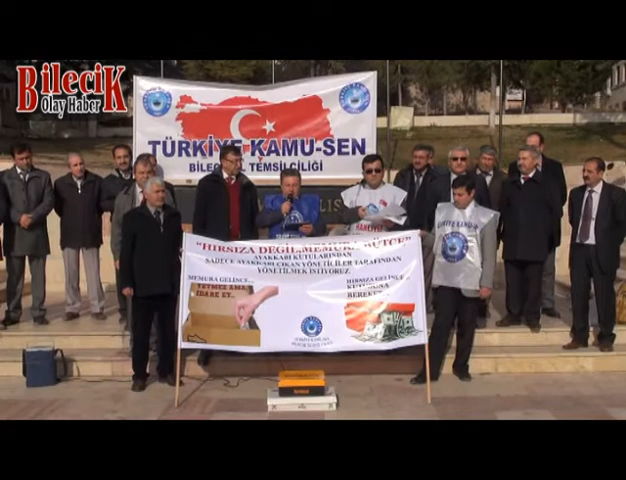 Bilecik
Olay Haber
TÜRKİYE KAMU-SEN
BİLECİK TEMSİLCİLİĞİ
"HIRSIZA DEĞİL, MEMURA BÜTÇE"
AYAKKABI KUTULARINDAN
SADECE AYAKKABI ÇIKAN YÖNETİCİLER TARAFINDAN
YÖNETİLMEK İSTİYORUZ
MEMURA GELİNCE...
YETMEZ AMA,
İDARE ET...
HIRSIZA GELİNCE...
BEREKET